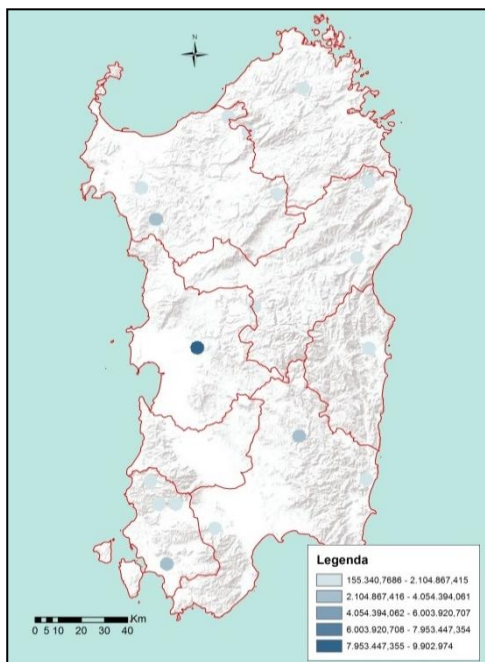 N
Legenda
155.340,7686 - 2.104.867,415
2.104.867,416 - 4.054.394,061
4.054.394,062 - 6.003.920,707
6.003.920,708 - 7.953.447,354
7.953.447,355 - 9.902.974
Km
0 5 10 20 30 40